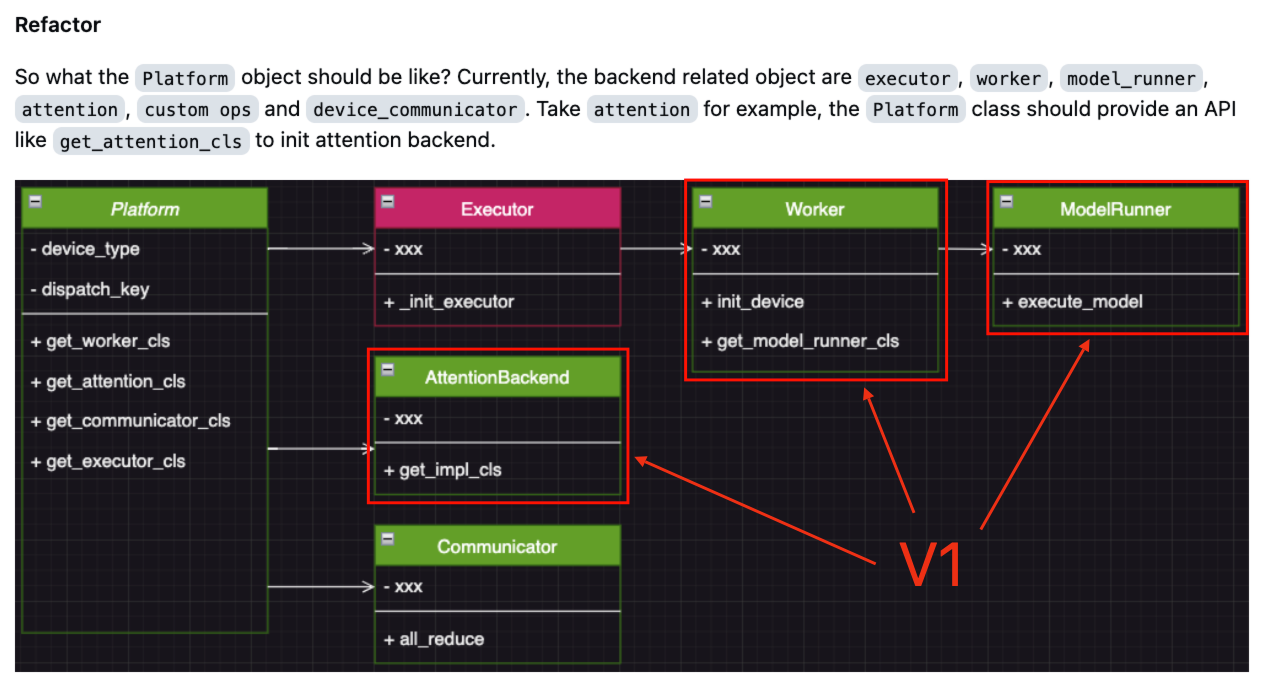 Refactor
So what the Platform object should be like? Currently, the backend related object are executor, worker, model_runner,
attention, custom ops and device_communicator. Take attention for example, the Platform class should provide an API
like get_attention_cls to init attention backend.
Platform
- device_type
- dispatch_key
+ get_worker_cls
+ get_attention_cls
+ get_communicator_cls
+ get_executor_cls
Executor
- xxx
+ _init_executor
Worker
- xxx
+ init_device
+ get_model_runner_cls
ModelRunner
- xxx
+ execute_model
AttentionBackend
- xxx
+ get_impl_cls
Communicator
- xxx
+ all_reduce
V1